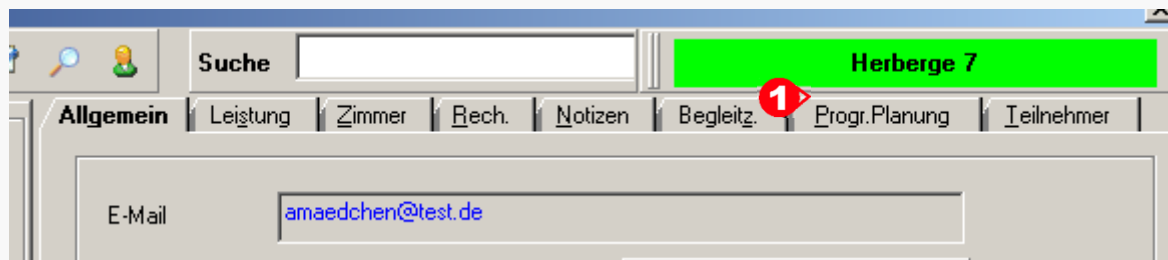 Suche Herberge 7
1
Allgemein Leistung Zimmer Rech. Notizen Begleitz. Progr.Planung Teilnehmer
E-Mail amaedchen@test.de